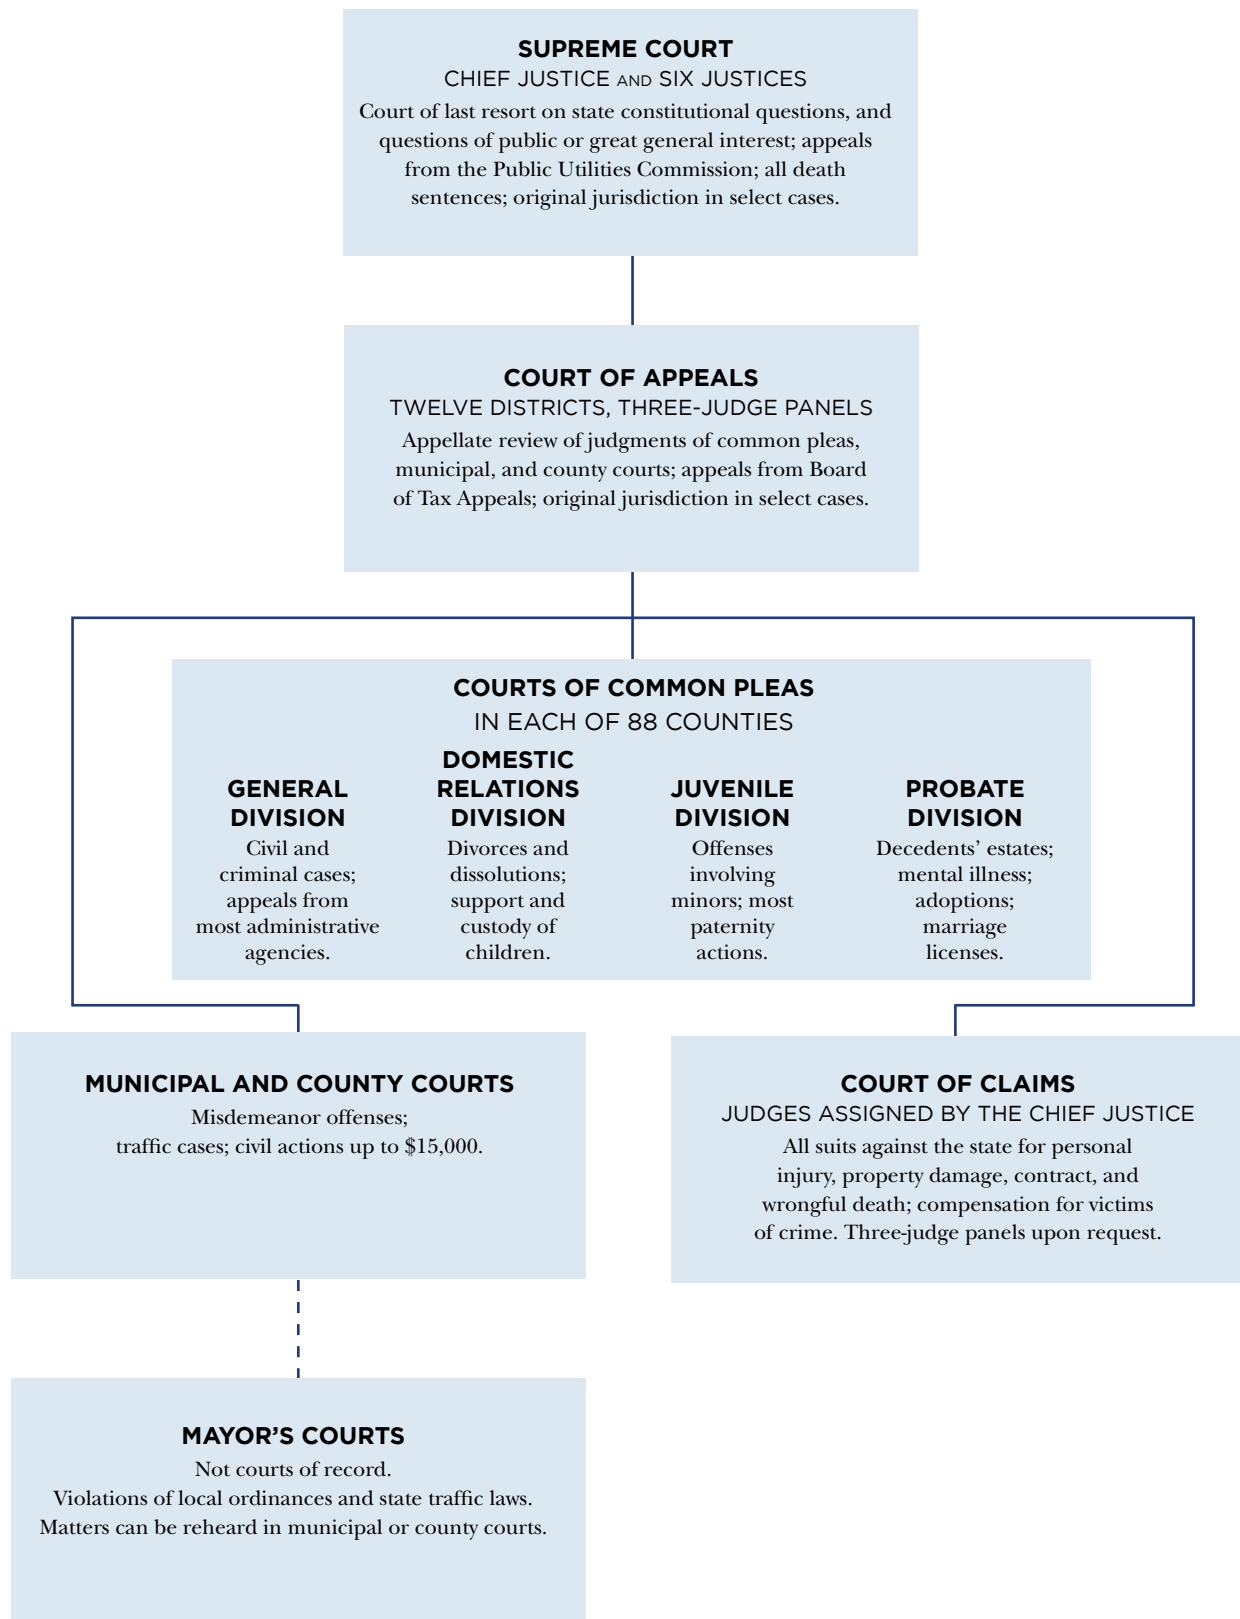 SUPREME COURT
CHIEF JUSTICE AND SIX JUSTICES
Court of last resort on state constitutional questions, and
questions of public or great general interest; appeals
from the Public Utilities Commission; all death
sentences; original jurisdiction in select cases.
COURT OF APPEALS
TWELVE DISTRICTS, THREE-JUDGE PANELS
Appellate review of judgments of common pleas,
municipal, and county courts; appeals from Board
of Tax Appeals; original jurisdiction in select cases.
COURTS OF COMMON PLEAS
IN EACH OF 88 COUNTIES
GENERAL
DIVISION
Civil and
criminal cases;
appeals from
most administrative
agencies.
DOMESTIC
RELATIONS
DIVISION
Divorces and
dissolutions;
support and
custody of
children.
JUVENILE
DIVISION
Offenses
involving
minors; most
paternity
actions.
PROBATE
DIVISION
Decedents’ estates;
mental illness;
adoptions;
marriage
licenses.
MUNICIPAL AND COUNTY COURTS
Misdemeanor offenses;
traffic cases; civil actions up to $15,000.
COURT OF CLAIMS
JUDGES ASSIGNED BY THE CHIEF JUSTICE
All suits against the state for personal
injury, property damage, contract, and
wrongful death; compensation for victims
of crime. Three-judge panels upon request.
MAYOR’S COURTS
Not courts of record.
Violations of local ordinances and state traffic laws.
Matters can be reheard in municipal or county courts.